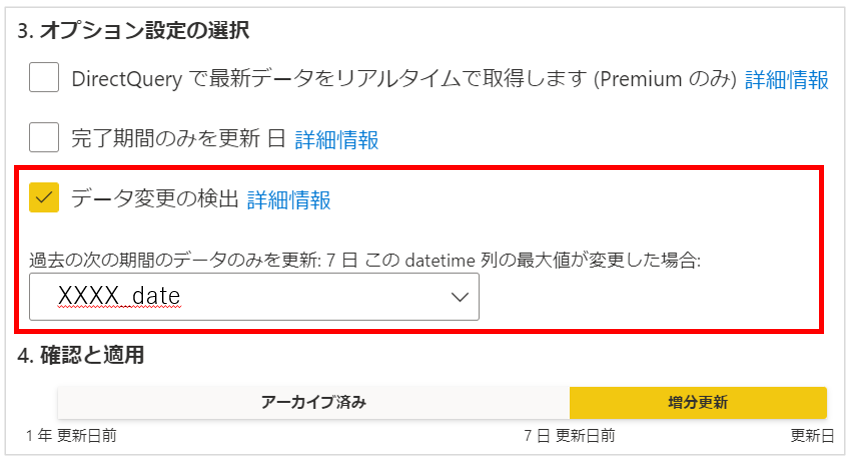 3. オプション設定の選択
DirectQuery で最新データをリアルタイムで取得します (Premium のみ) 詳細情報
完了期間のみを更新 日 詳細情報
データ変更の検出 詳細情報
過去の次の期間のデータのみを更新: 7 日 この datetime 列の最大値が変更した場合:
XXXX_date
4. 確認と適用
アーカイブ済み 増分更新
1 年 更新日前 7 日 更新日前 更新日